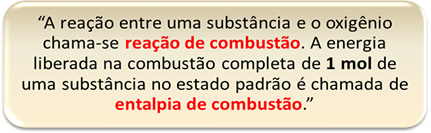 “A reação entre uma substância e o oxigênio
chama-se reação de combustão. A energia
liberada na combustão completa de 1 mol de
uma substância no estado padrão é chamada de
entalpia de combustão.”